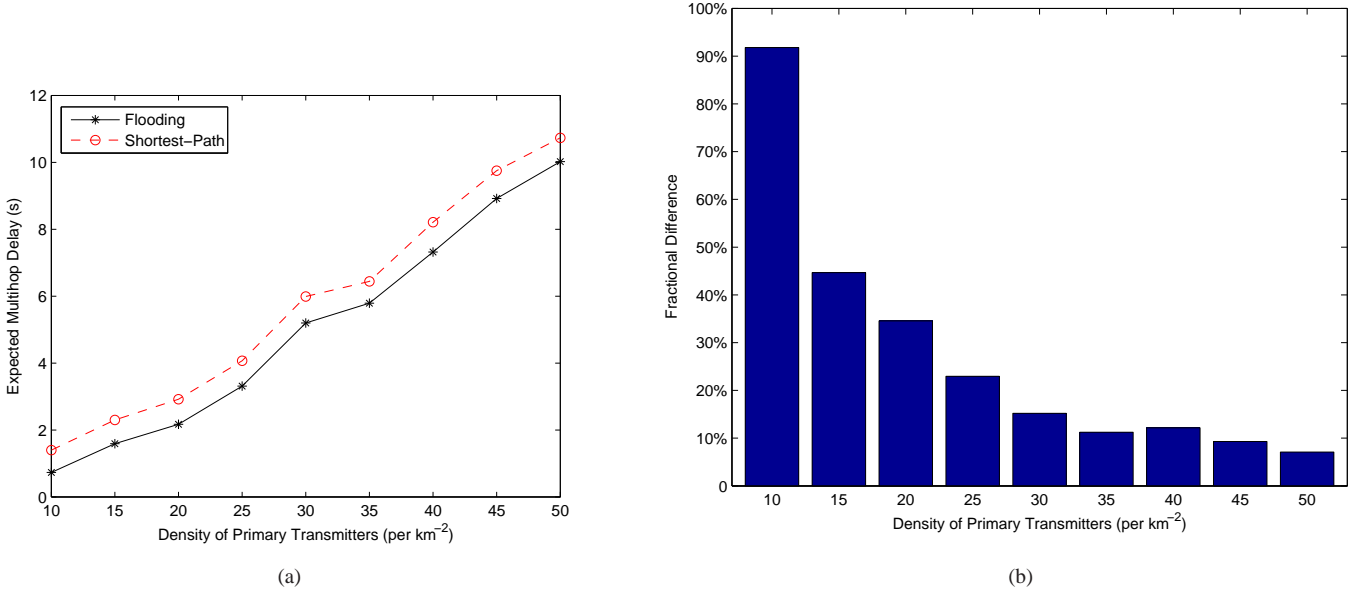 12
10
8
6
4
2
0
Expected Multihop Delay (s)
Flooding
Shortest−Path
10 15 20 25 30 35 40 45 50
Density of Primary Transmitters (per km−2)
(a)
100%
90%
80%
70%
60%
50%
40%
30%
20%
10%
0
Fractional Difference
10 15 20 25 30 35 40 45 50
Density of Primary Transmitters (per km−2)
(b)